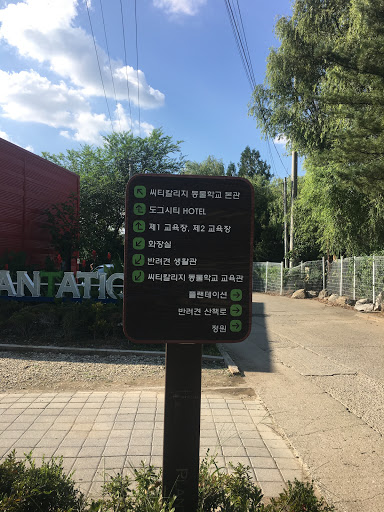 씨티칼리지 동물학교 본관
도그시티 HOTEL
제1 교육장, 제2 교육장
화장실
반려견 생활관
씨티칼리지 동물학교 교육관
플랜테이션
반려견 산책로
정원
ANTATIO